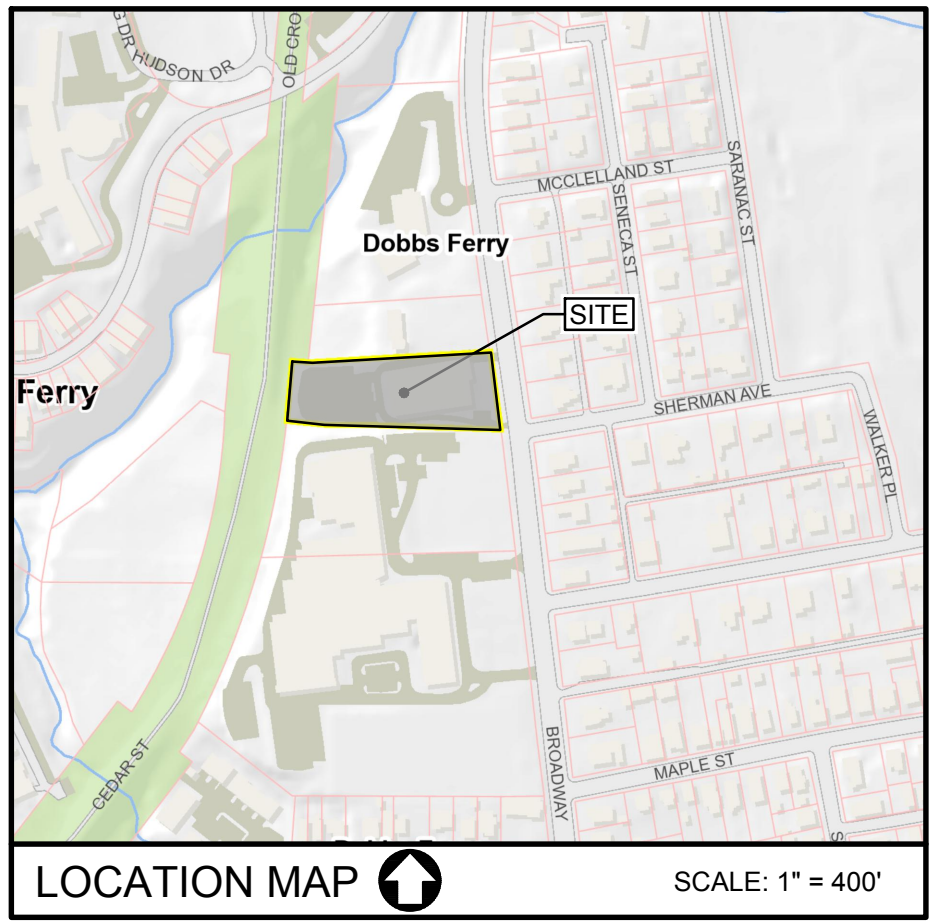 G DR
HUDSON DR
OLD CRO
MCCLELLAND ST
SARANAC ST
SENECA ST
Dobbs Ferry
SITE
Ferry
SHERMAN AVE
WALKER PL
BROADWAY
CEDAR ST
MAPLE ST
S
LOCATION MAP
SCALE: 1" = 400'